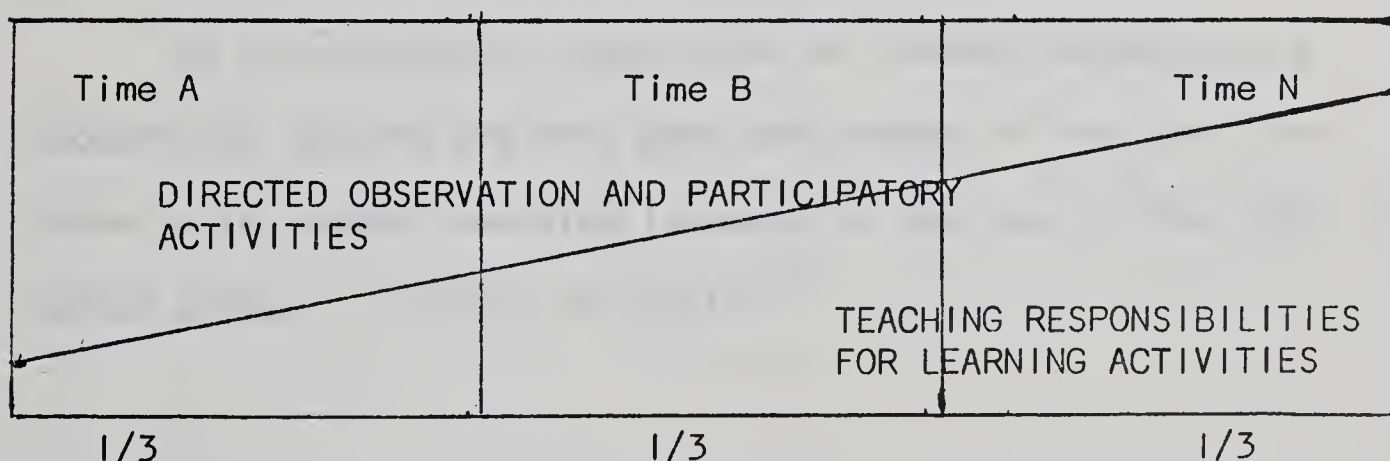 Time A Time B Time N
DIRECTED OBSERVATION AND PARTICIPATORY
ACTIVITIES
TEACHING RESPONSIBILITIES
FOR LEARNING ACTIVITIES
1/3 1/3 1/3